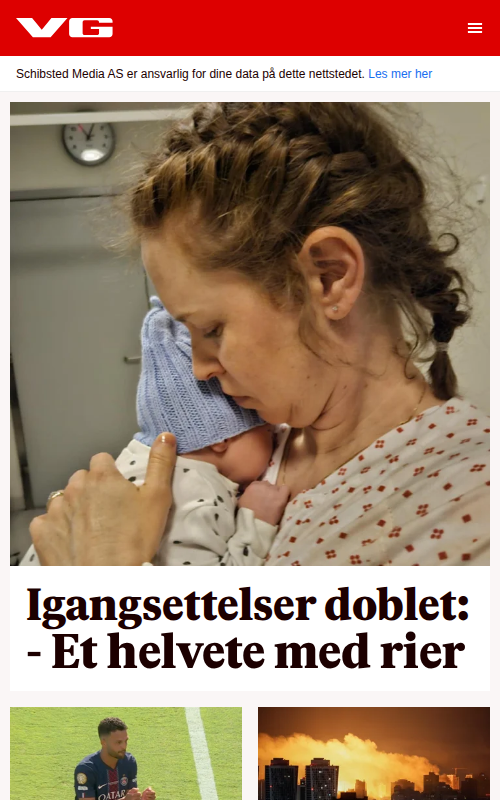 VG
Schibsted Media AS er ansvarlig for dine data på dette nettstedet. Les mer her
Igangsettelser doblet:
- Et helvete med rier
QATAR